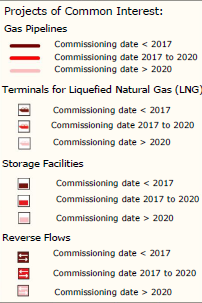 Projects of Common Interest:
Gas Pipelines
Commissioning date < 2017
Commissioning date 2017 to 2020
Commissioning date > 2020
Terminals for Liquefied Natural Gas (LNG)
Commissioning date < 2017
Commissioning date 2017 to 2020
Commissioning date > 2020
Storage Facilities
Commissioning date < 2017
Commissioning date 2017 to 2020
Commissioning date > 2020
Reverse Flows
Commissioning date < 2017
Commissioning date 2017 to 2020
Commissioning date > 2020